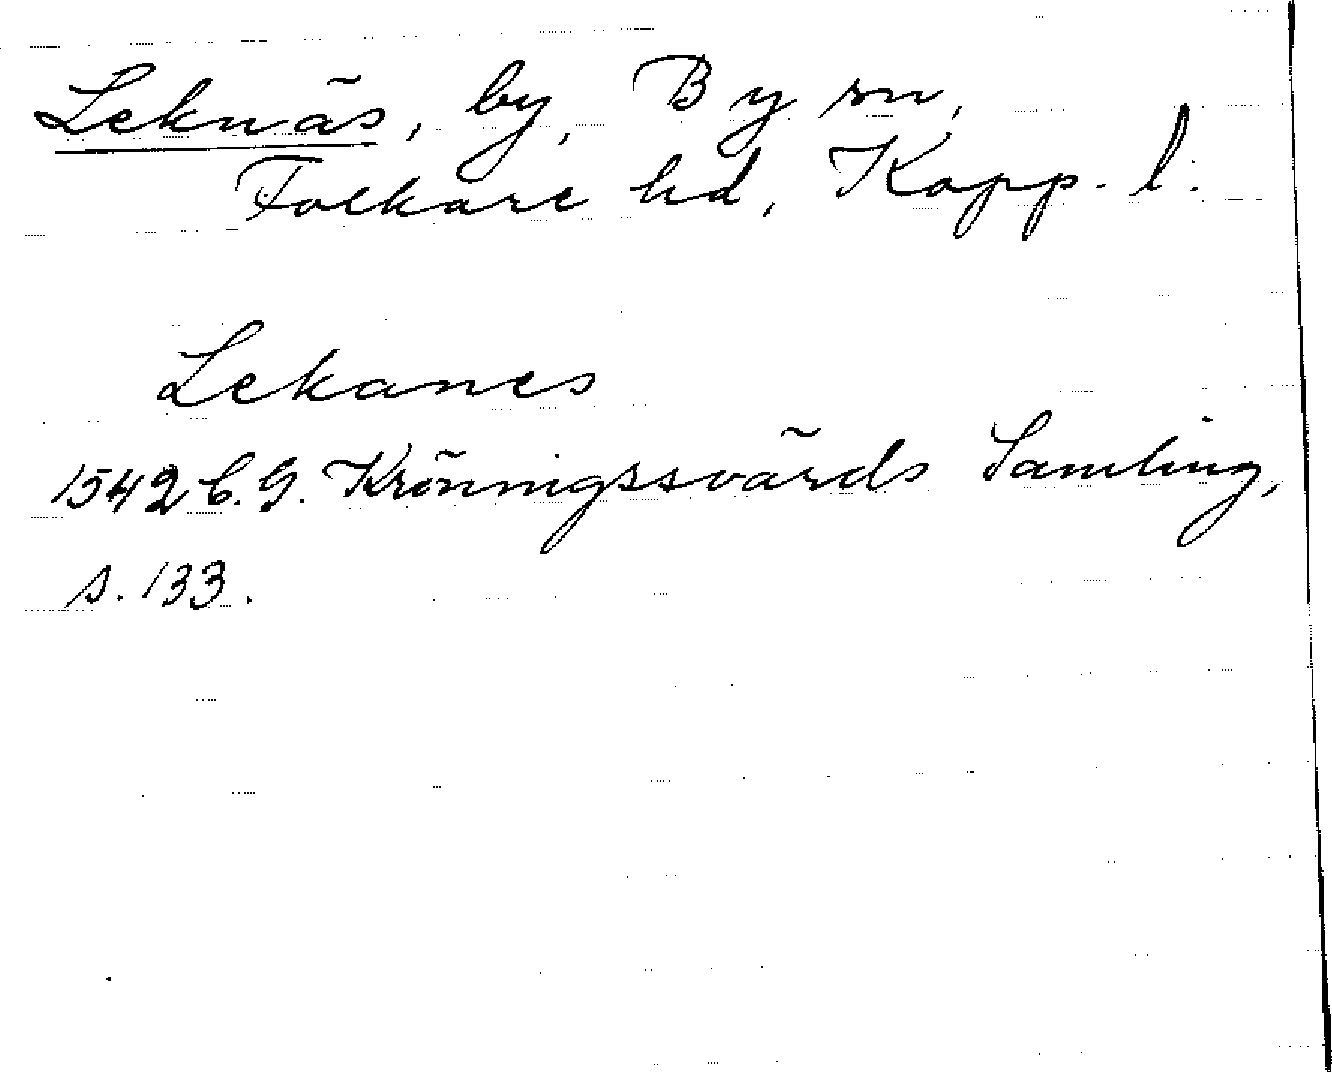 Leknäs, by, By sn,
Folkare hd, Kopp. l.
Lekanes
1542 C.G. Kröningssvärds Samling,
s. 133.